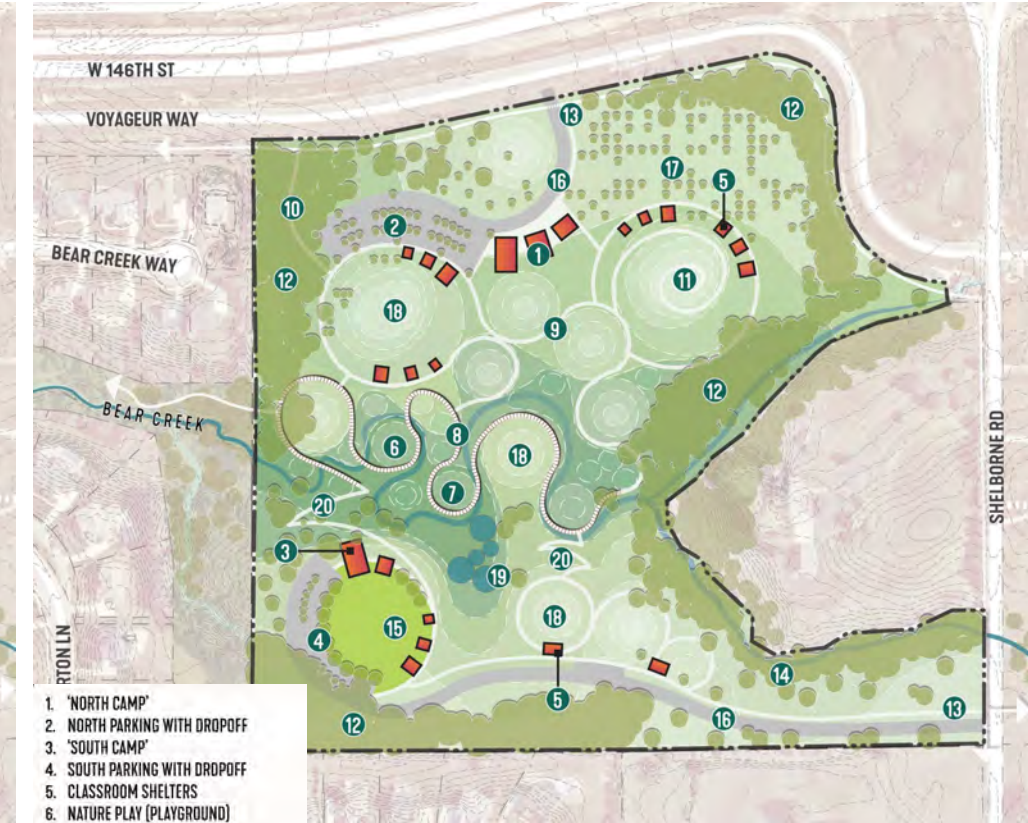 W 146TH ST
VOYAGEUR WAY
12
13
17
5
16
10
2
BEAR CREEK WAY
1
12
11
18
9
12
BEAR CREEK
8
6
18
7
SHELBORNE RD
20
3
20
19
18
15
4
RTON LN
14
5
16
13
12
1. 'NORTH CAMP'
2. NORTH PARKING WITH DROPOFF
3. 'SOUTH CAMP'
4. SOUTH PARKING WITH DROPOFF
5. CLASSROOM SHELTERS
6. NATURE PLAY (PLAYGROUND)